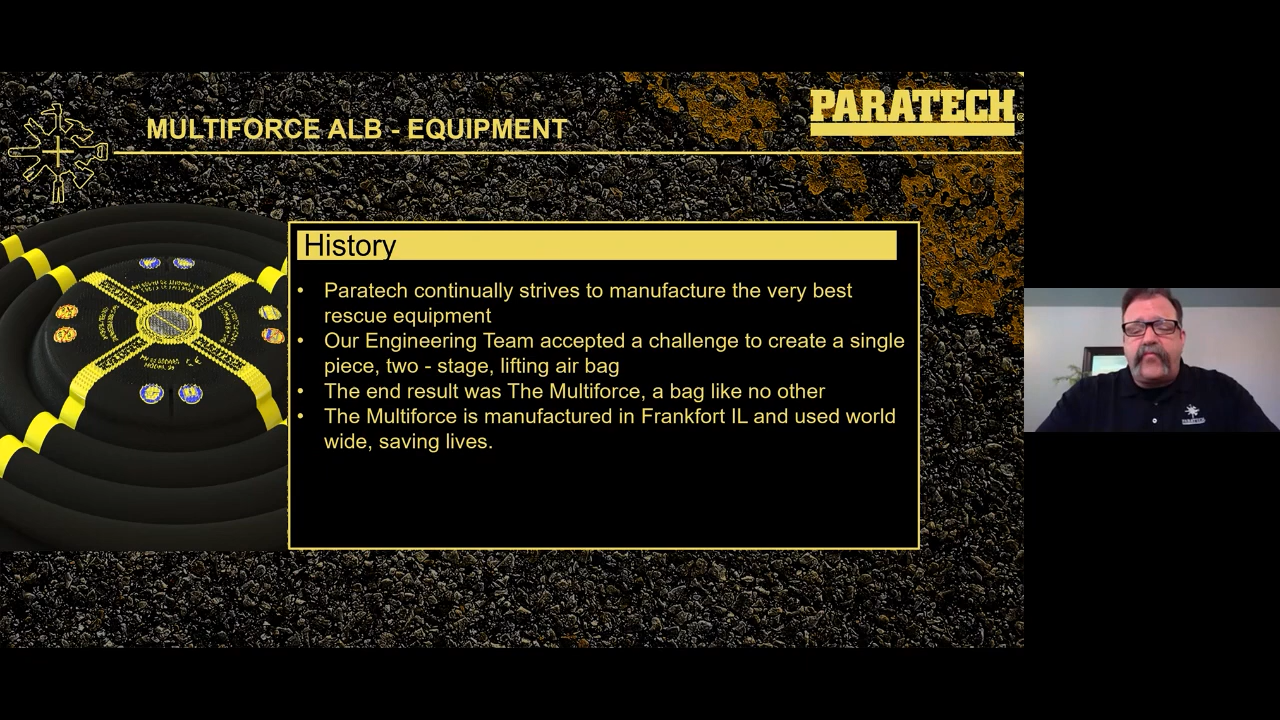 MULTIFORCE ALB - EQUIPMENT
PARATECH®
History
• Paratech continually strives to manufacture the very best
rescue equipment
• Our Engineering Team accepted a challenge to create a single
piece, two - stage, lifting air bag
• The end result was The Multiforce, a bag like no other
• The Multiforce is manufactured in Frankfort IL and used world
wide, saving lives.